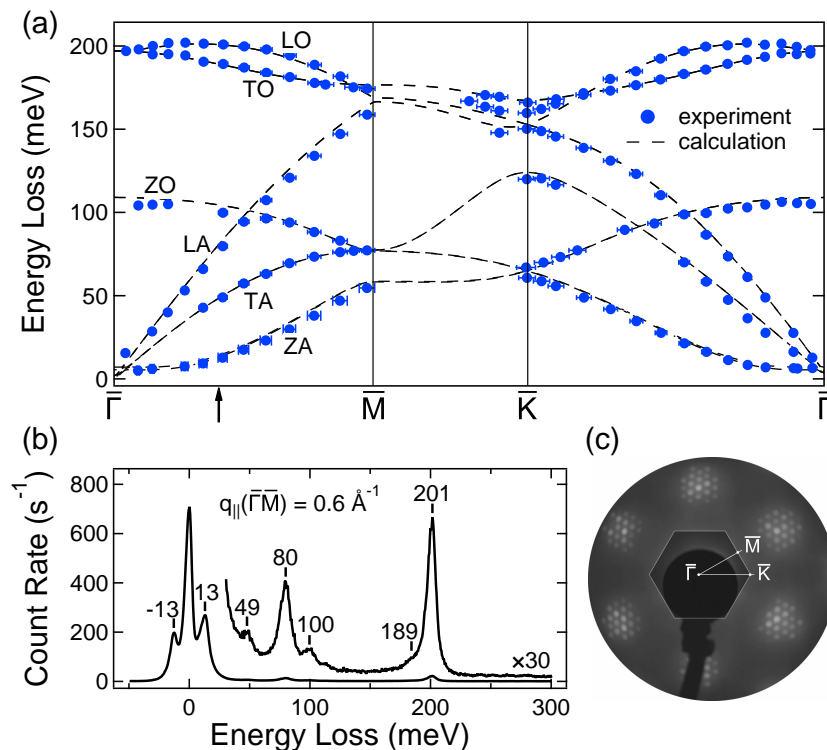 (a)
200
150
100
50
0
Energy Loss (meV)
LO
TO
ZO
LA
TA
ZA
experiment
calculation
Γ̅
M̅
K̅
Γ̅
(b)
800
600
400
200
0
Count Rate (s⁻¹)
q||(Γ̅M̅) = 0.6 Å⁻¹
-13
13
49
80
100
189
201
×30
0
100
200
300
Energy Loss (meV)
(c)
Γ̅
M̅
K̅